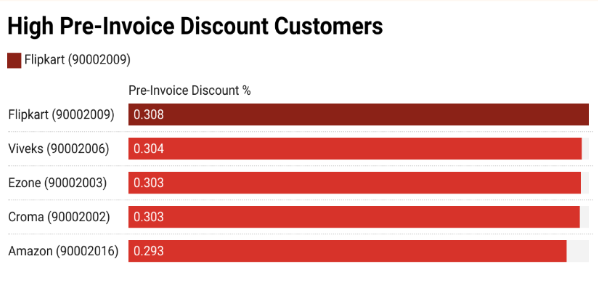 High Pre-Invoice Discount Customers
Flipkart (90002009)
Pre-Invoice Discount %
Flipkart (90002009) 0.308
Viveks (90002006) 0.304
Ezone (90002003) 0.303
Croma (90002002) 0.303
Amazon (90002016) 0.293